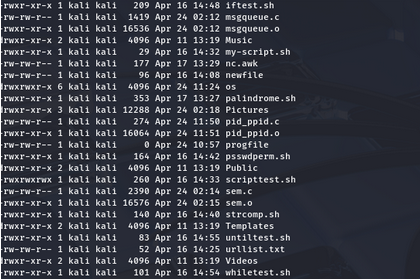 -rwxr-xr-x 1 kali kali 209 Apr 16 14:48 iftest.sh
-rw-rw-r-- 1 kali kali 1419 Apr 24 02:12 msgqueue.c
-rwxr-xr-x 1 kali kali 16536 Apr 24 02:12 msgqueue.o
drwxr-xr-x 2 kali kali 4096 Apr 11 13:19 Music
-rwxr-xr-x 1 kali kali 29 Apr 16 14:32 my-script.sh
-rw-rw-r-- 1 kali kali 177 Apr 17 13:29 nc.awk
-rw-rw-r-- 1 kali kali 96 Apr 16 14:08 newfile
drwxrwxr-x 6 kali kali 4096 Apr 24 11:24 os
-rwxr-xr-x 1 kali kali 353 Apr 17 13:27 palindrome.sh
drwxr-xr-x 3 kali kali 12288 Apr 24 02:18 Pictures
-rw-rw-r-- 1 kali kali 274 Apr 24 11:50 pid_ppid.c
-rwxr-xr-x 1 kali kali 16064 Apr 24 11:51 pid_ppid.o
-rw-rw-r-- 1 kali kali 0 Apr 24 10:57 progfile
-rwxr-xr-x 1 kali kali 164 Apr 16 14:42 psswdperm.sh
drwxr-xr-x 2 kali kali 4096 Apr 11 13:19 Public
-rwxrwxrwx 1 kali kali 260 Apr 16 14:33 scripttest.sh
-rw-rw-r-- 1 kali kali 2390 Apr 24 02:14 sem.c
-rwxr-xr-x 1 kali kali 16576 Apr 24 02:15 sem.o
-rwxr-xr-x 1 kali kali 140 Apr 16 14:40 strcomp.sh
drwxr-xr-x 2 kali kali 4096 Apr 11 13:19 Templates
-rwxr-xr-x 1 kali kali 83 Apr 16 14:55 untiltest.sh
-rw-rw-r-- 1 kali kali 52 Apr 16 14:25 urllist.txt
drwxr-xr-x 2 kali kali 4096 Apr 11 13:19 Videos
-rwxr-xr-x 1 kali kali 101 Apr 16 14:54 whiletest.sh